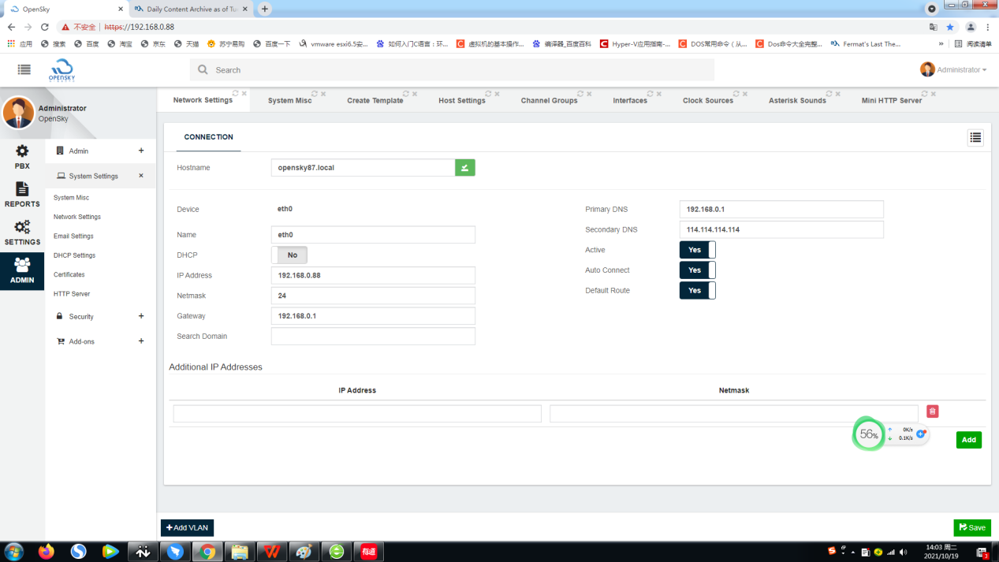 OpenSky
Daily Content Archive as of Tu
不安全 https://192.168.0.88
应用 搜索 百度 淘宝 京东 天猫 苏宁易购 百度一下 vmware esxi6.5安... 如何入门C语言：环... 虚拟机的基本操作... 编译器_百度百科 Hyper-V应用指南-... DOS常用命令（从... Dos命令大全完整... Fermat's Last The... » 阅读清单
OPENSKY
Search
Administrator
Administrator
OpenSky
Network Settings
System Misc
Create Template
Host Settings
Channel Groups
Interfaces
Clock Sources
Asterisk Sounds
Mini HTTP Server
PBX
REPORTS
SETTINGS
ADMIN
Admin +
System Settings ×
System Misc
Network Settings
Email Settings
DHCP Settings
Certificates
HTTP Server
Security +
Add-ons +
CONNECTION
Hostname opensky87.local
Device eth0
Name eth0
DHCP No
IP Address 192.168.0.88
Netmask 24
Gateway 192.168.0.1
Search Domain
Primary DNS 192.168.0.1
Secondary DNS 114.114.114.114
Active Yes
Auto Connect Yes
Default Route Yes
Additional IP Addresses
IP Address Netmask
56%
0K/s
0.1K/s
Add
+Add VLAN
Save
有道
14:03 周二
2021/10/19
3